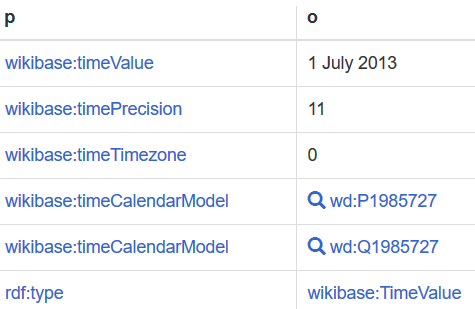 p o
wikibase:timeValue 1 July 2013
wikibase:timePrecision 11
wikibase:timeTimezone 0
wikibase:timeCalendarModel wd:P1985727
wikibase:timeCalendarModel wd:Q1985727
rdf:type wikibase:TimeValue